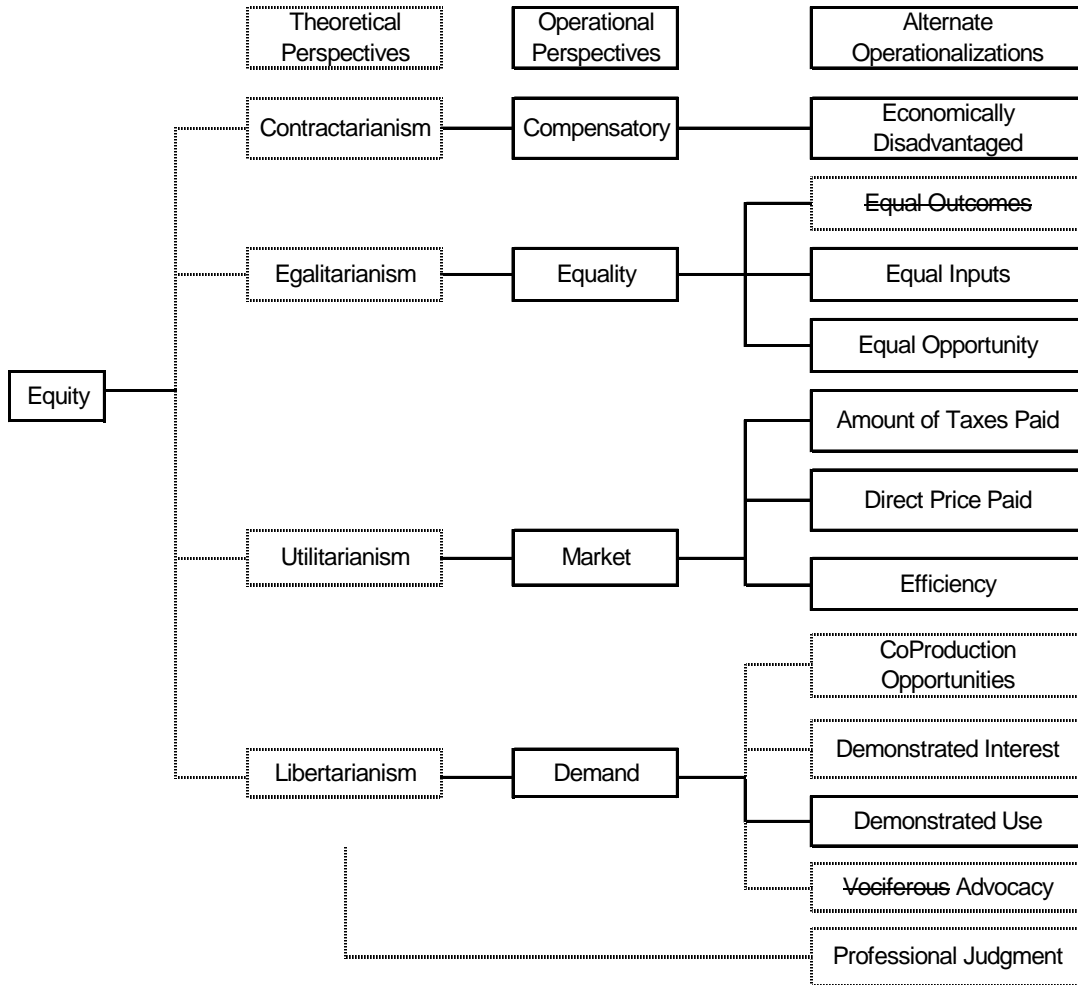 Theoretical
Perspectives
Operational
Perspectives
Alternate
Operationalizations
Contractarianism
Compensatory
Economically
Disadvantaged
Equal Outcomes
Egalitarianism
Equality
Equal Inputs
Equal Opportunity
Equity
Amount of Taxes Paid
Direct Price Paid
Utilitarianism
Market
Efficiency
CoProduction
Opportunities
Demonstrated Interest
Libertarianism
Demand
Demonstrated Use
Vociferous Advocacy
Professional Judgment